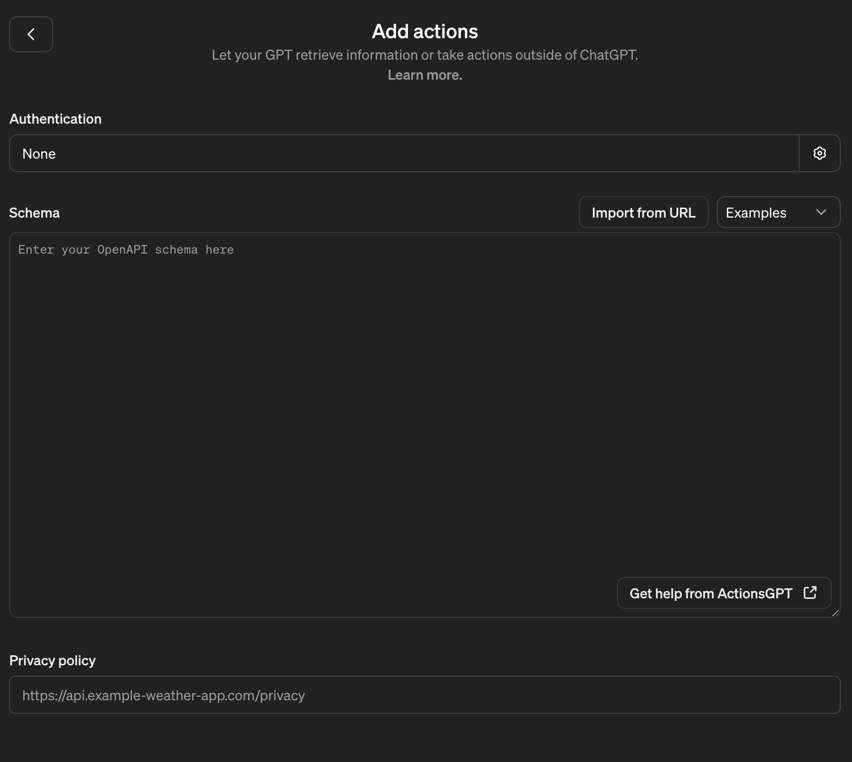 Add actions
Let your GPT retrieve information or take actions outside of ChatGPT.
Learn more.
Authentication
None
Schema
Import from URL
Examples
Enter your OpenAPI schema here
Get help from ActionsGPT
Privacy policy
https://api.example-weather-app.com/privacy